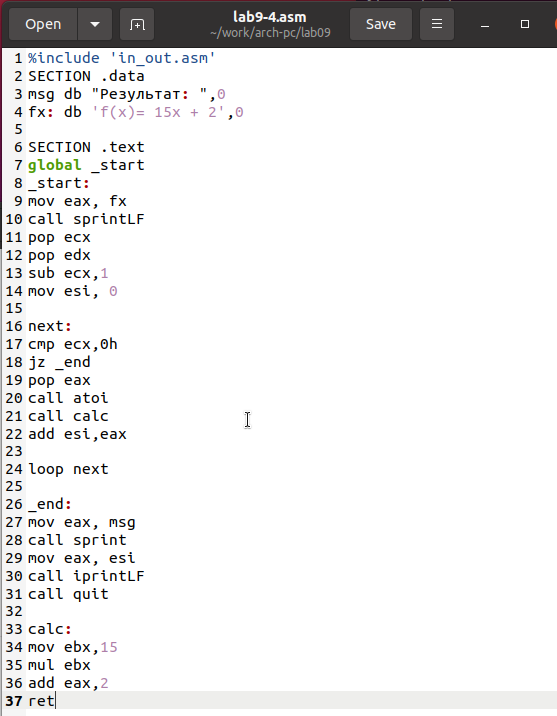 Open
lab9-4.asm
~/work/arch-pc/lab09
Save
1 %include 'in_out.asm'
2 SECTION .data
3 msg db "Результат: ",0
4 fx: db 'f(x)= 15x + 2',0
5
6 SECTION .text
7 global _start
8 _start:
9 mov eax, fx
10 call sprintLF
11 pop ecx
12 pop edx
13 sub ecx,1
14 mov esi, 0
15
16 next:
17 cmp ecx,0h
18 jz _end
19 pop eax
20 call atoi
21 call calc
22 add esi,eax
23
24 loop next
25
26 _end:
27 mov eax, msg
28 call sprint
29 mov eax, esi
30 call iprintLF
31 call quit
32
33 calc:
34 mov ebx,15
35 mul ebx
36 add eax,2
37 ret